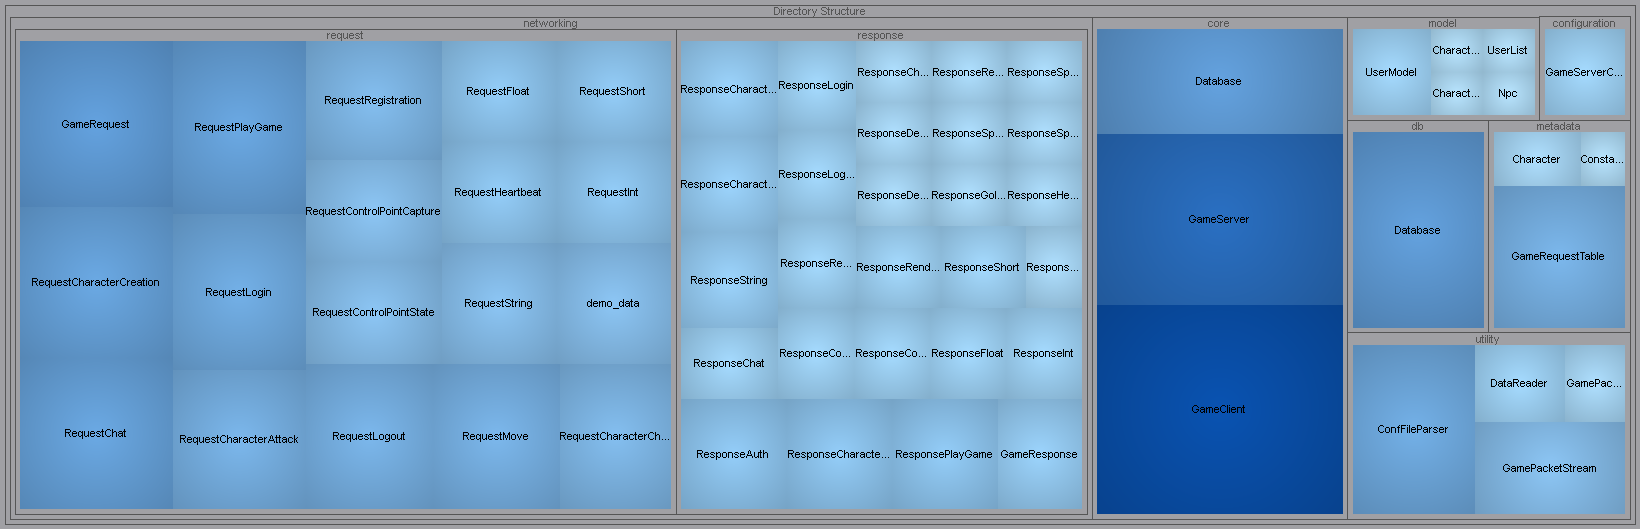 Directory Structure
networking
request
GameRequest
RequestCharacterCreation
RequestChat
RequestPlayGame
RequestLogin
RequestCharacterAttack
RequestRegistration
RequestControlPointCapture
RequestControlPointState
RequestLogout
RequestFloat
RequestShort
RequestHeartbeat
RequestInt
RequestString
demo_data
RequestMove
RequestCharacterCh...
response
ResponseCharact...
ResponseCharact...
ResponseString
ResponseChat
ResponseLogin
ResponseLog...
ResponseRe...
ResponseCo...
ResponseCh...
ResponseRe...
ResponseSp...
ResponseDe...
ResponseSp...
ResponseSp...
ResponseDe...
ResponseGol...
ResponseHe...
ResponseRend...
ResponseShort
Respons...
ResponseCo...
ResponseFloat
ResponseInt
ResponseAuth
ResponseCharacte...
ResponsePlayGame
GameResponse
core
Database
GameServer
GameClient
model
UserModel
Charact...
UserList
Charact...
Npc
configuration
GameServerC...
db
Database
metadata
Character
Consta...
GameRequestTable
utility
ConfFileParser
DataReader
GamePac...
GamePacketStream